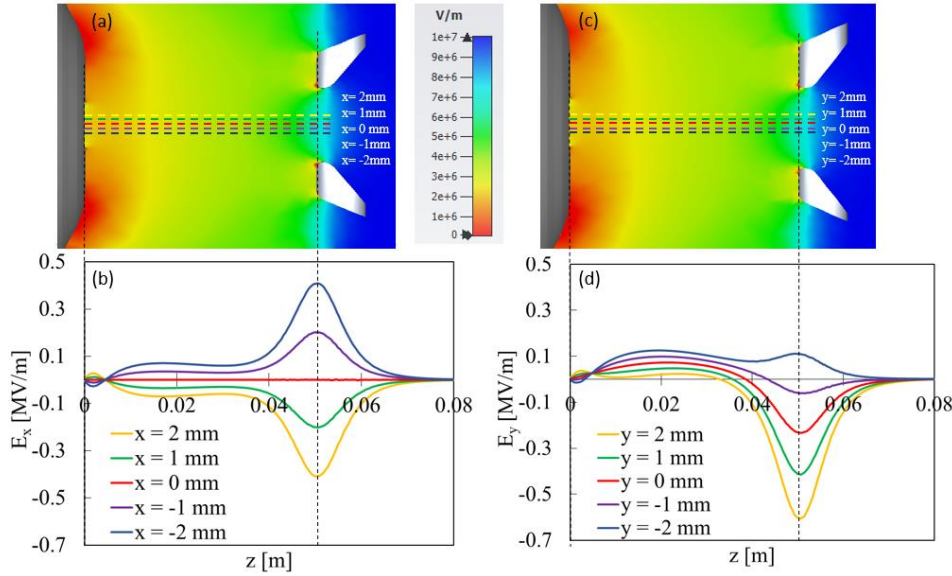 (a)
x= 2mm
x= 1mm
x= 0 mm
x= -1mm
x= -2mm
V/m
1e+7
9e+6
8e+6
7e+6
6e+6
5e+6
4e+6
3e+6
2e+6
1e+6
0
(c)
y= 2mm
y= 1mm
y= 0 mm
y= -1mm
y= -2mm
(b)
0.5
0.3
0.1
-0.1
-0.3
-0.5
-0.7
Ex [MV/m]
0
0.02
0.04
0.06
0.08
x = 2 mm
x = 1 mm
x = 0 mm
x = -1 mm
x = -2 mm
z [m]
(d)
0.5
0.3
0.1
-0.1
-0.3
-0.5
-0.7
Ey [MV/m]
0
0.02
0.04
0.06
0.08
y = 2 mm
y = 1 mm
y = 0 mm
y = -1 mm
y = -2 mm
z [m]